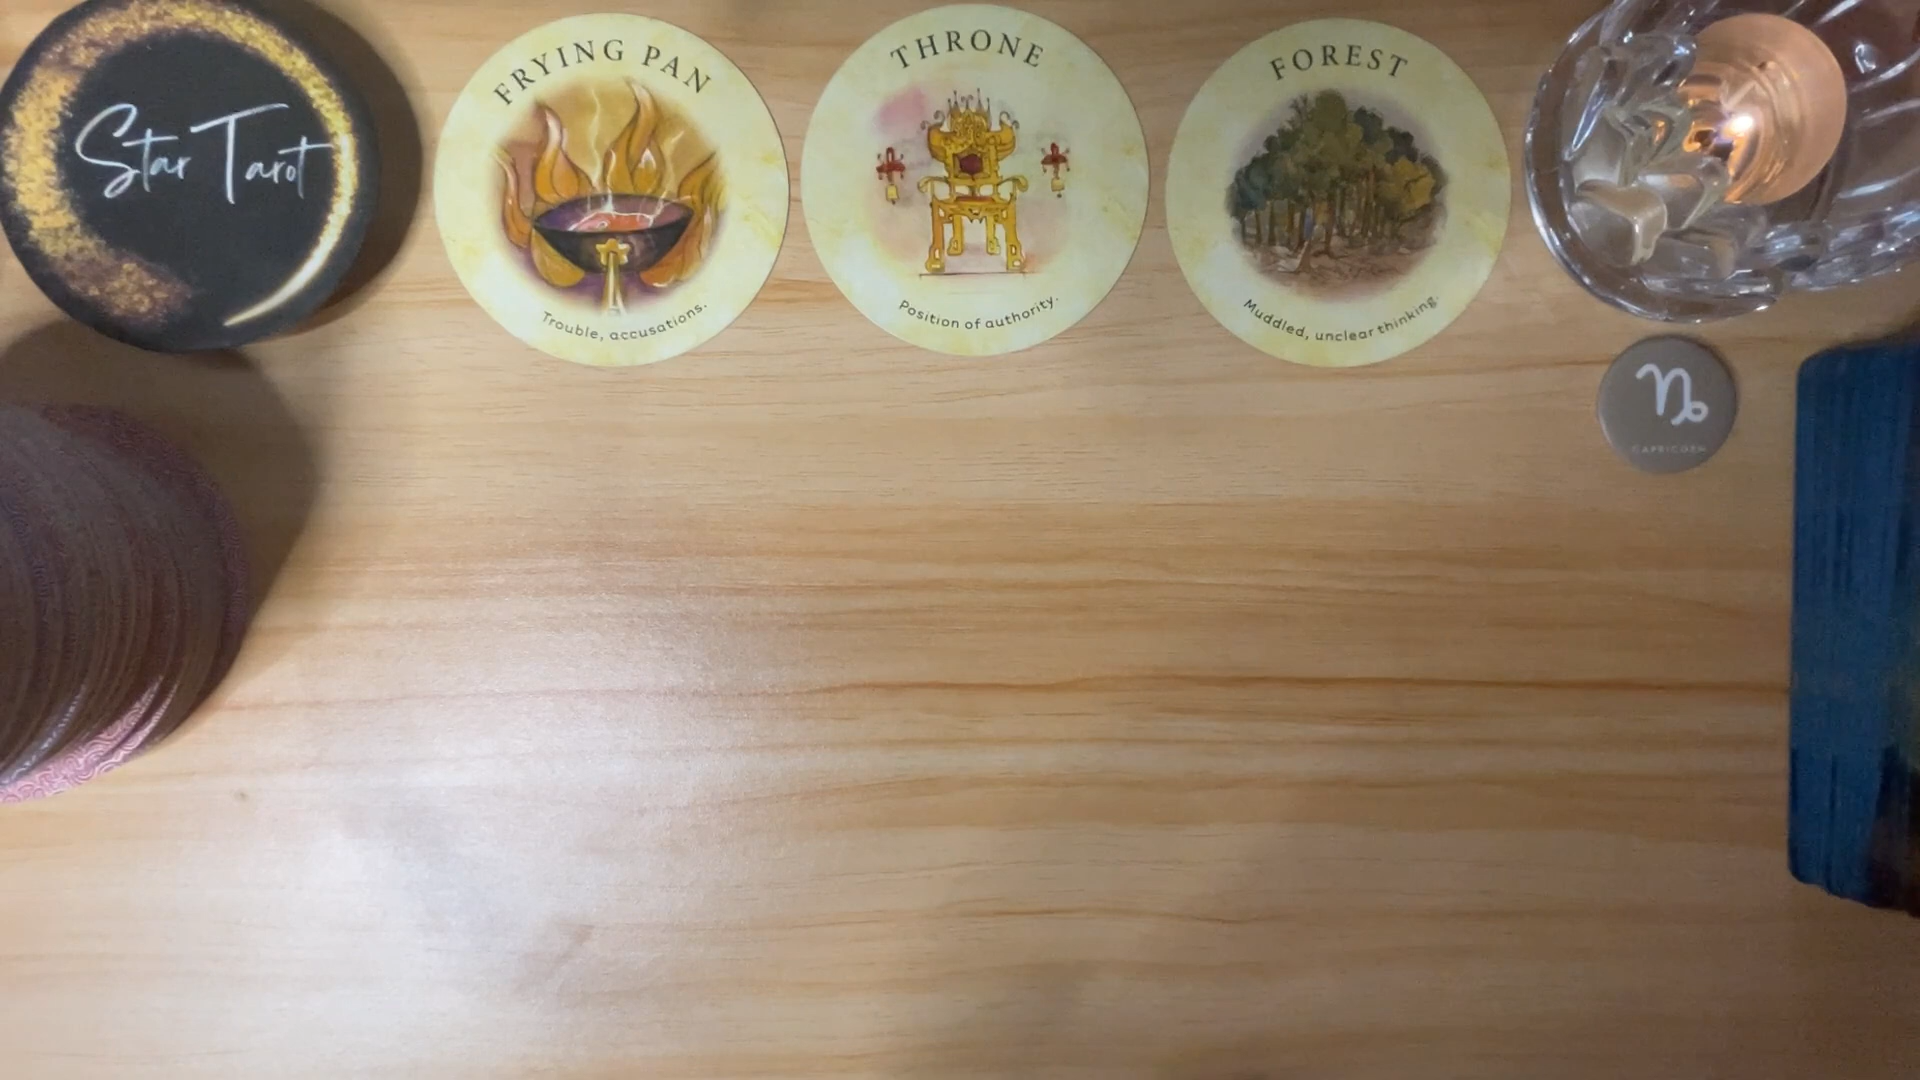 Star Tarot
FRYING PAN
Trouble, accusations.
THRONE
Position of authority.
FOREST
Muddled, unclear thinking.
CAPRICORN